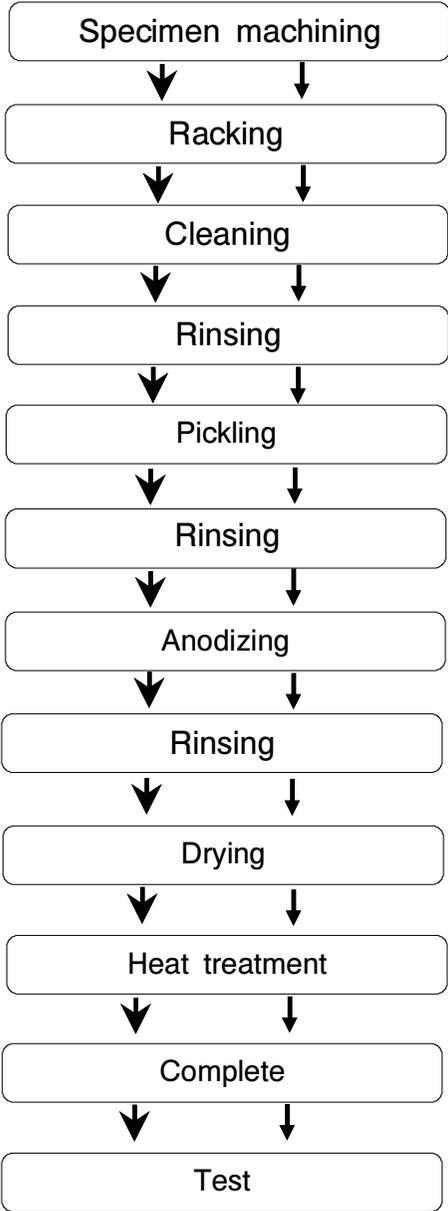 Specimen machining
Racking
Cleaning
Rinsing
Pickling
Rinsing
Anodizing
Rinsing
Drying
Heat treatment
Complete
Test